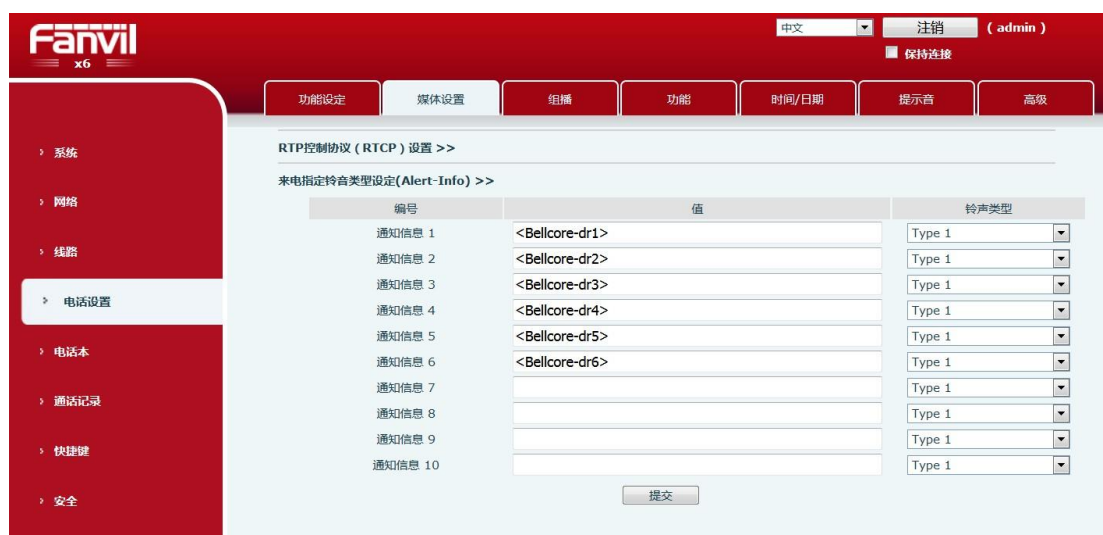 Fanvil
x6
中文 注销 ( admin )
保持连接
功能设定 媒体设置 组播 功能 时间/日期 提示音 高级
系统
网络
线路
电话设置
电话本
通话记录
快捷键
安全
RTP控制协议 ( RTCP ) 设置 >>
来电指定铃音类型设定(Alert-Info) >>
编号 值 铃声类型
通知信息 1 <Bellcore-dr1> Type 1
通知信息 2 <Bellcore-dr2> Type 1
通知信息 3 <Bellcore-dr3> Type 1
通知信息 4 <Bellcore-dr4> Type 1
通知信息 5 <Bellcore-dr5> Type 1
通知信息 6 <Bellcore-dr6> Type 1
通知信息 7 Type 1
通知信息 8 Type 1
通知信息 9 Type 1
通知信息 10 Type 1
提交